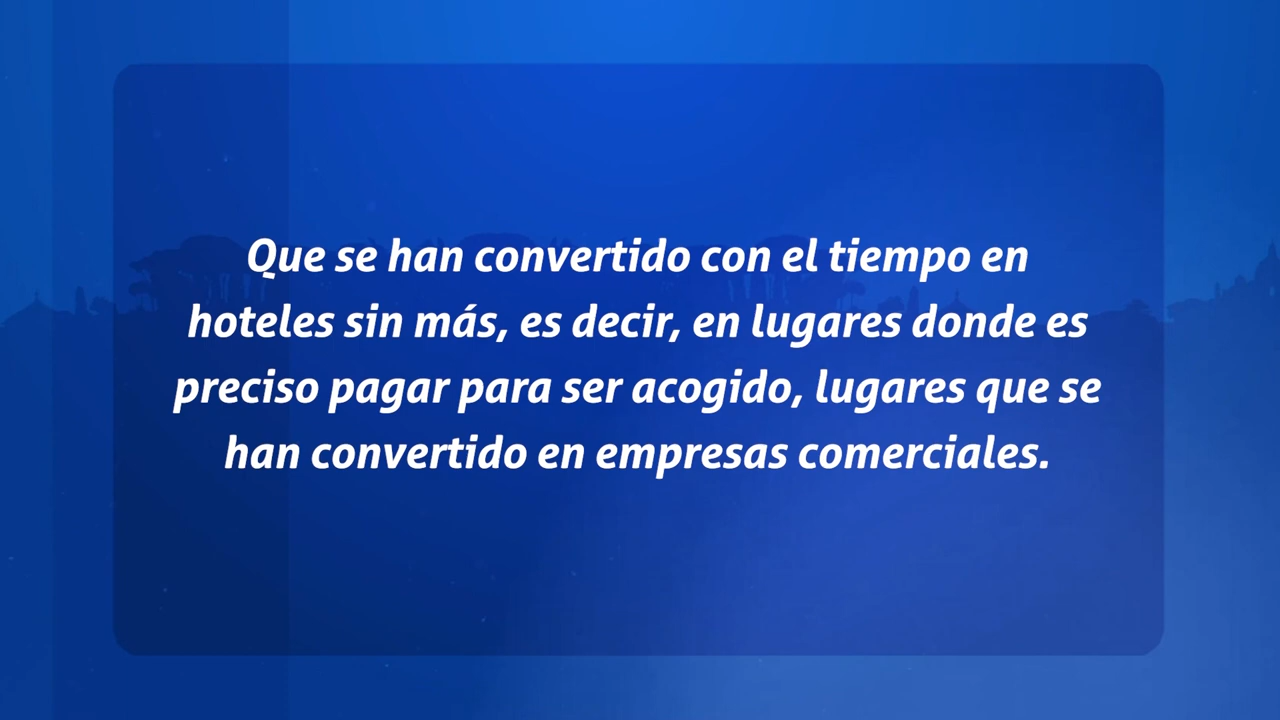 Que se han convertido con el tiempo en
hoteles sin más, es decir, en lugares donde es
preciso pagar para ser acogido, lugares que se
han convertido en empresas comerciales.